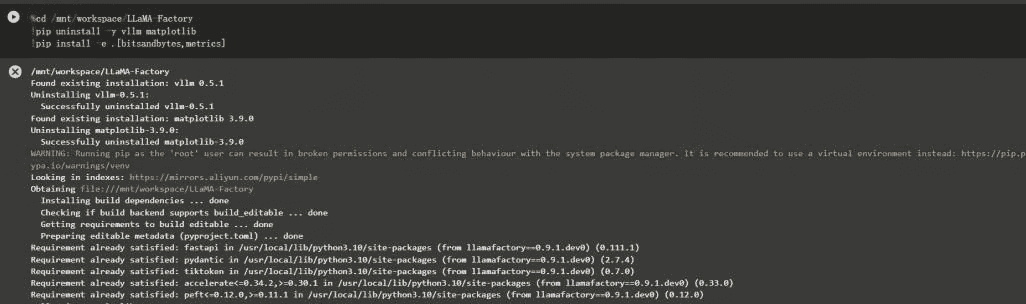 %cd /mnt/workspace/LLaMA-Factory
!pip uninstall -y vllm matplotlib
!pip install -e .[bitsandbytes,metrics]
/mnt/workspace/LLaMA-Factory
Found existing installation: vllm 0.5.1
Uninstalling vllm-0.5.1:
Successfully uninstalled vllm-0.5.1
Found existing installation: matplotlib 3.9.0
Uninstalling matplotlib-3.9.0:
Successfully uninstalled matplotlib-3.9.0
WARNING: Running pip as the 'root' user can result in broken permissions and conflicting behaviour with the system package manager. It is recommended to use a virtual environment instead: https://pip.p
ypa.io/warnings/venv
Looking in indexes: https://mirrors.aliyun.com/pypi/simple
Obtaining file:///mnt/workspace/LLaMA-Factory
Installing build dependencies ... done
Checking if build backend supports build_editable ... done
Getting requirements to build editable ... done
Preparing editable metadata (pyproject.toml) ... done
Requirement already satisfied: fastapi in /usr/local/lib/python3.10/site-packages (from llamafactory==0.9.1.dev0) (0.111.1)
Requirement already satisfied: pydantic in /usr/local/lib/python3.10/site-packages (from llamafactory==0.9.1.dev0) (2.7.4)
Requirement already satisfied: tiktoken in /usr/local/lib/python3.10/site-packages (from llamafactory==0.9.1.dev0) (0.7.0)
Requirement already satisfied: accelerate<=0.34.2,>=0.30.1 in /usr/local/lib/python3.10/site-packages (from llamafactory==0.9.1.dev0) (0.33.0)
Requirement already satisfied: peft<=0.12.0,>=0.11.1 in /usr/local/lib/python3.10/site-packages (from llamafactory==0.9.1.dev0) (0.12.0)